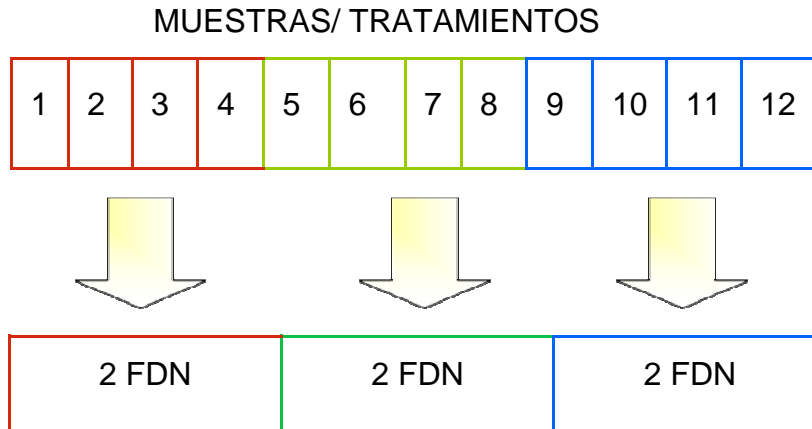 MUESTRAS/ TRATAMIENTOS
1 2 3 4 5 6 7 8 9 10 11 12
2 FDN 2 FDN 2 FDN